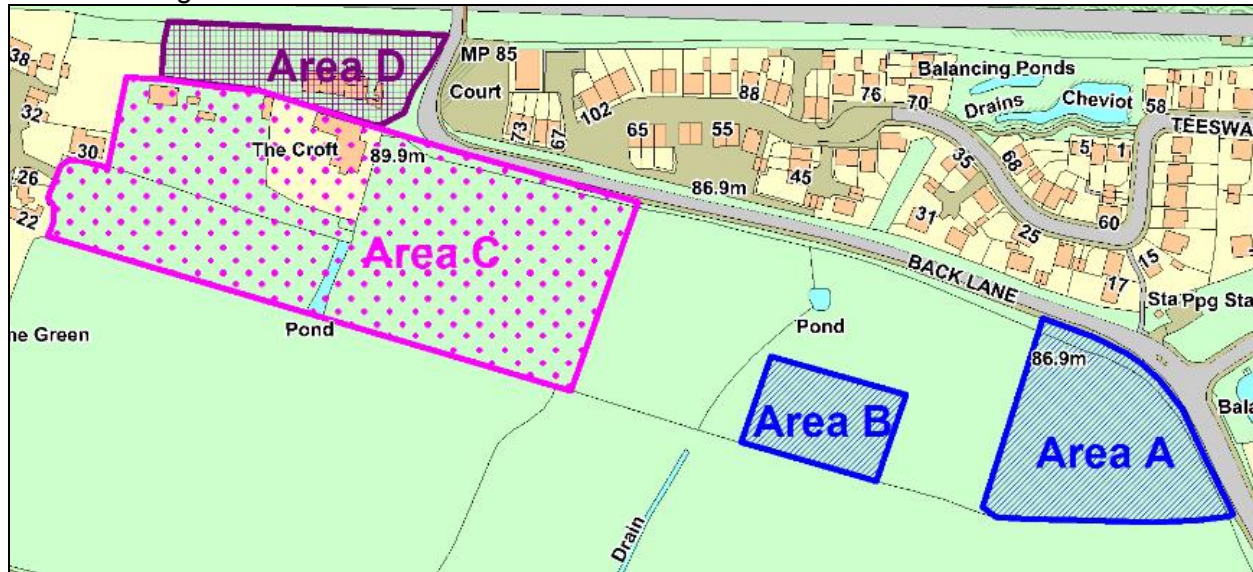 38
32
30
26
22
Area D
MP 85
Court
102
88
76
70
Balancing Ponds
Drains
Cheviot
58
TEESWA
73
67
65
55
45
35
68
5
1
The Croft
89.9m
86.9m
31
25
60
17
15
BACK LANE
Sta
Ppg Sta
Area C
Pond
Pond
ne Green
86.9m
Area B
Area A
Bala
Drain